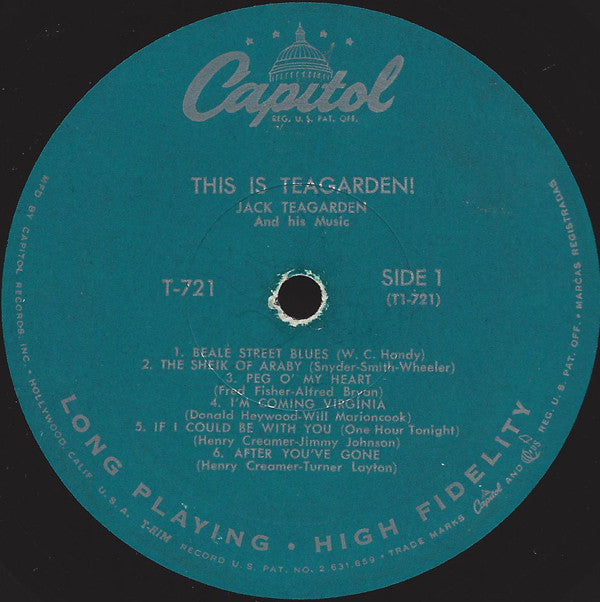 Capitol
REG. U. S. PAT. OFF.
THIS IS TEAGARDEN!
JACK TEAGARDEN
And his Music
T-721
SIDE 1
(T1-721)
1. BEALE STREET BLUES (W. C. Handy)
2. THE SHEIK OF ARABY (Snyder-Smith-Wheeler)
3. PEG O' MY HEART
(Fred Fisher-Alfred Bryan)
4. I'M COMING VIRGINIA
(Donald Heywood-Will Marioncook)
5. IF I COULD BE WITH YOU (One Hour Tonight)
(Henry Creamer-Jimmy Johnson)
6. AFTER YOU'VE GONE
(Henry Creamer-Turner Layton)
LONG PLAYING • HIGH FIDELITY
MFD BY CAPITOL RECORDS, INC. • HOLLYWOOD, CALIF. U. S. A. T-RIM RECORD U.S. PAT. NO. 2,631,859 • TRADE MARKS Capitol AND REG. U. S. PAT. OFF. • MARCAS REGISTRADAS